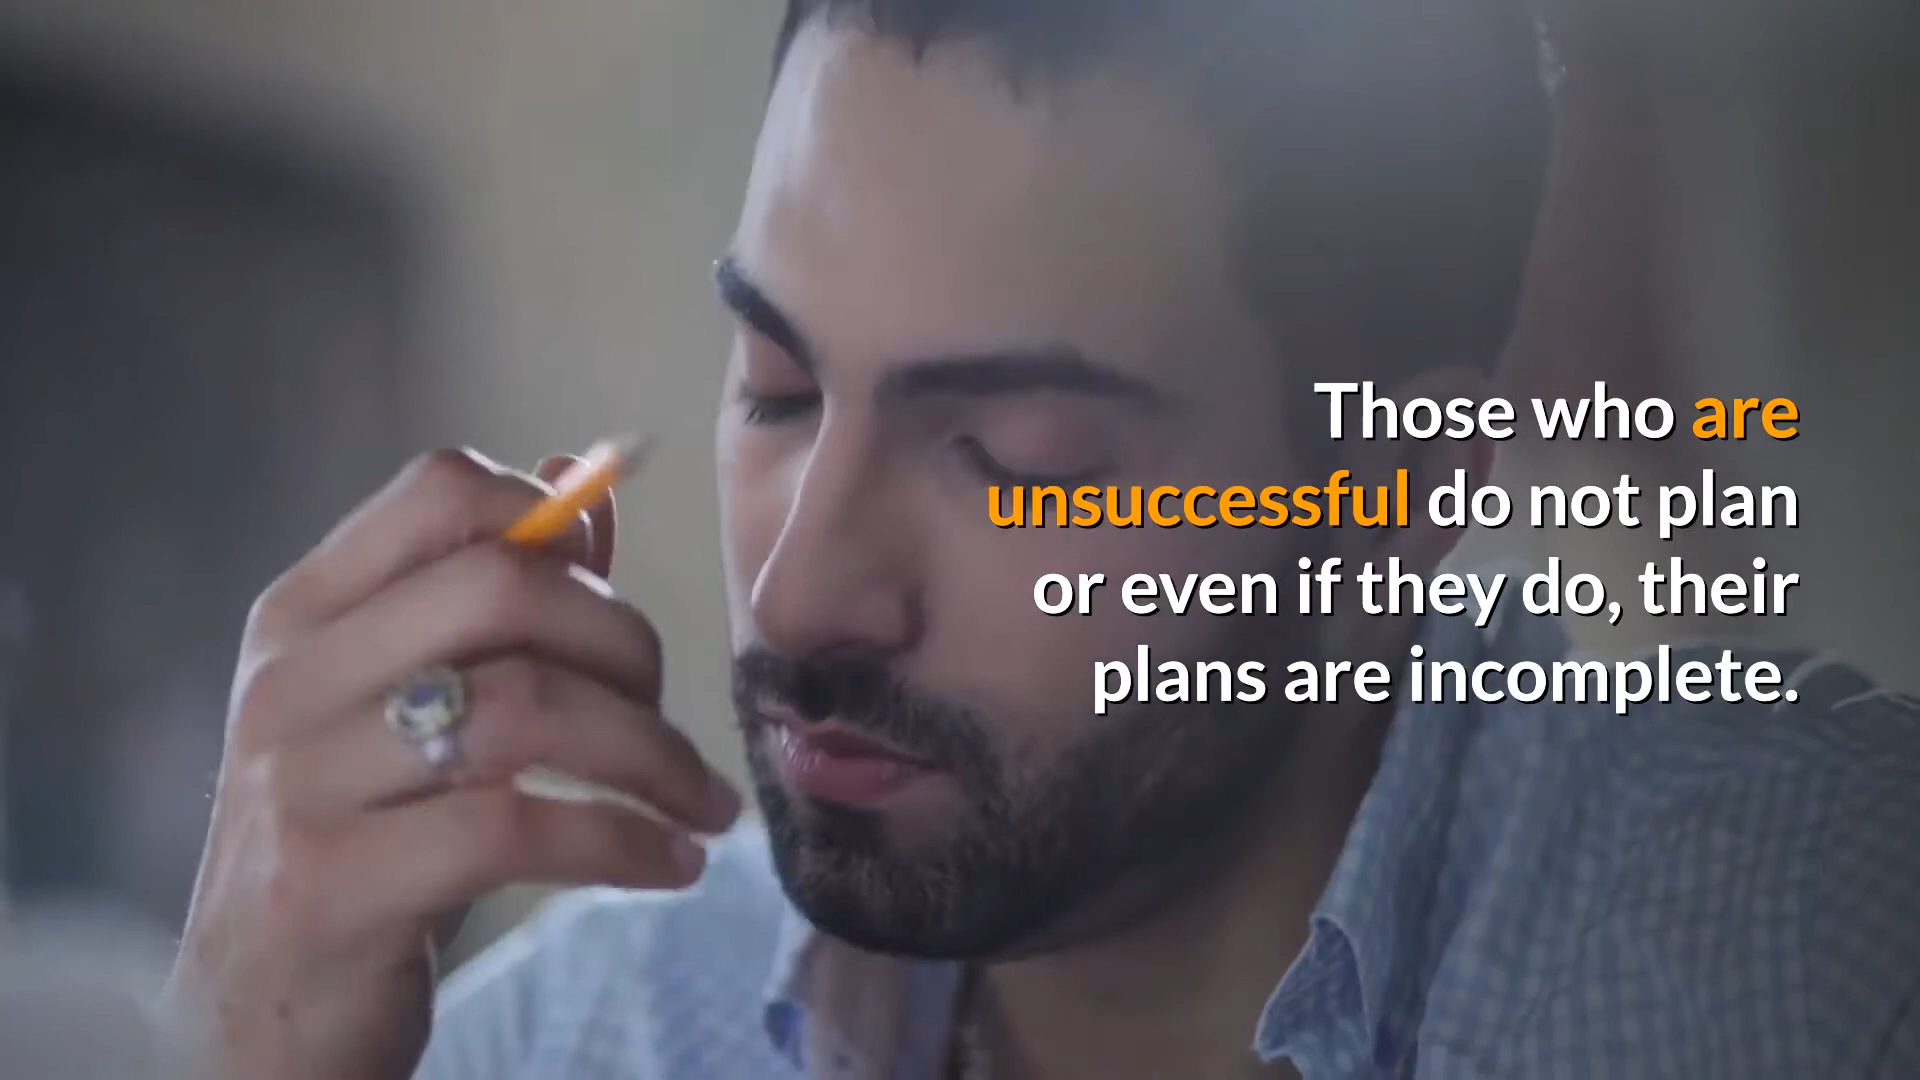 Those who are
unsuccessful do not plan
or even if they do, their
plans are incomplete.